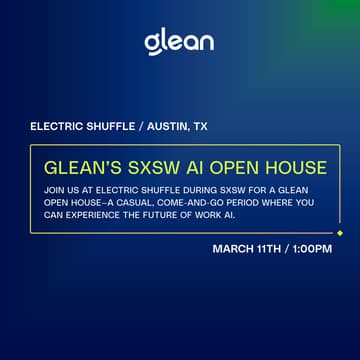 glean
ELECTRIC SHUFFLE / AUSTIN, TX
GLEAN'S SXSW AI OPEN HOUSE
JOIN US AT ELECTRIC SHUFFLE DURING SXSW FOR A GLEAN
OPEN HOUSE—A CASUAL, COME-AND-GO PERIOD WHERE YOU
CAN EXPERIENCE THE FUTURE OF WORK AI.
MARCH 11TH / 1:00PM